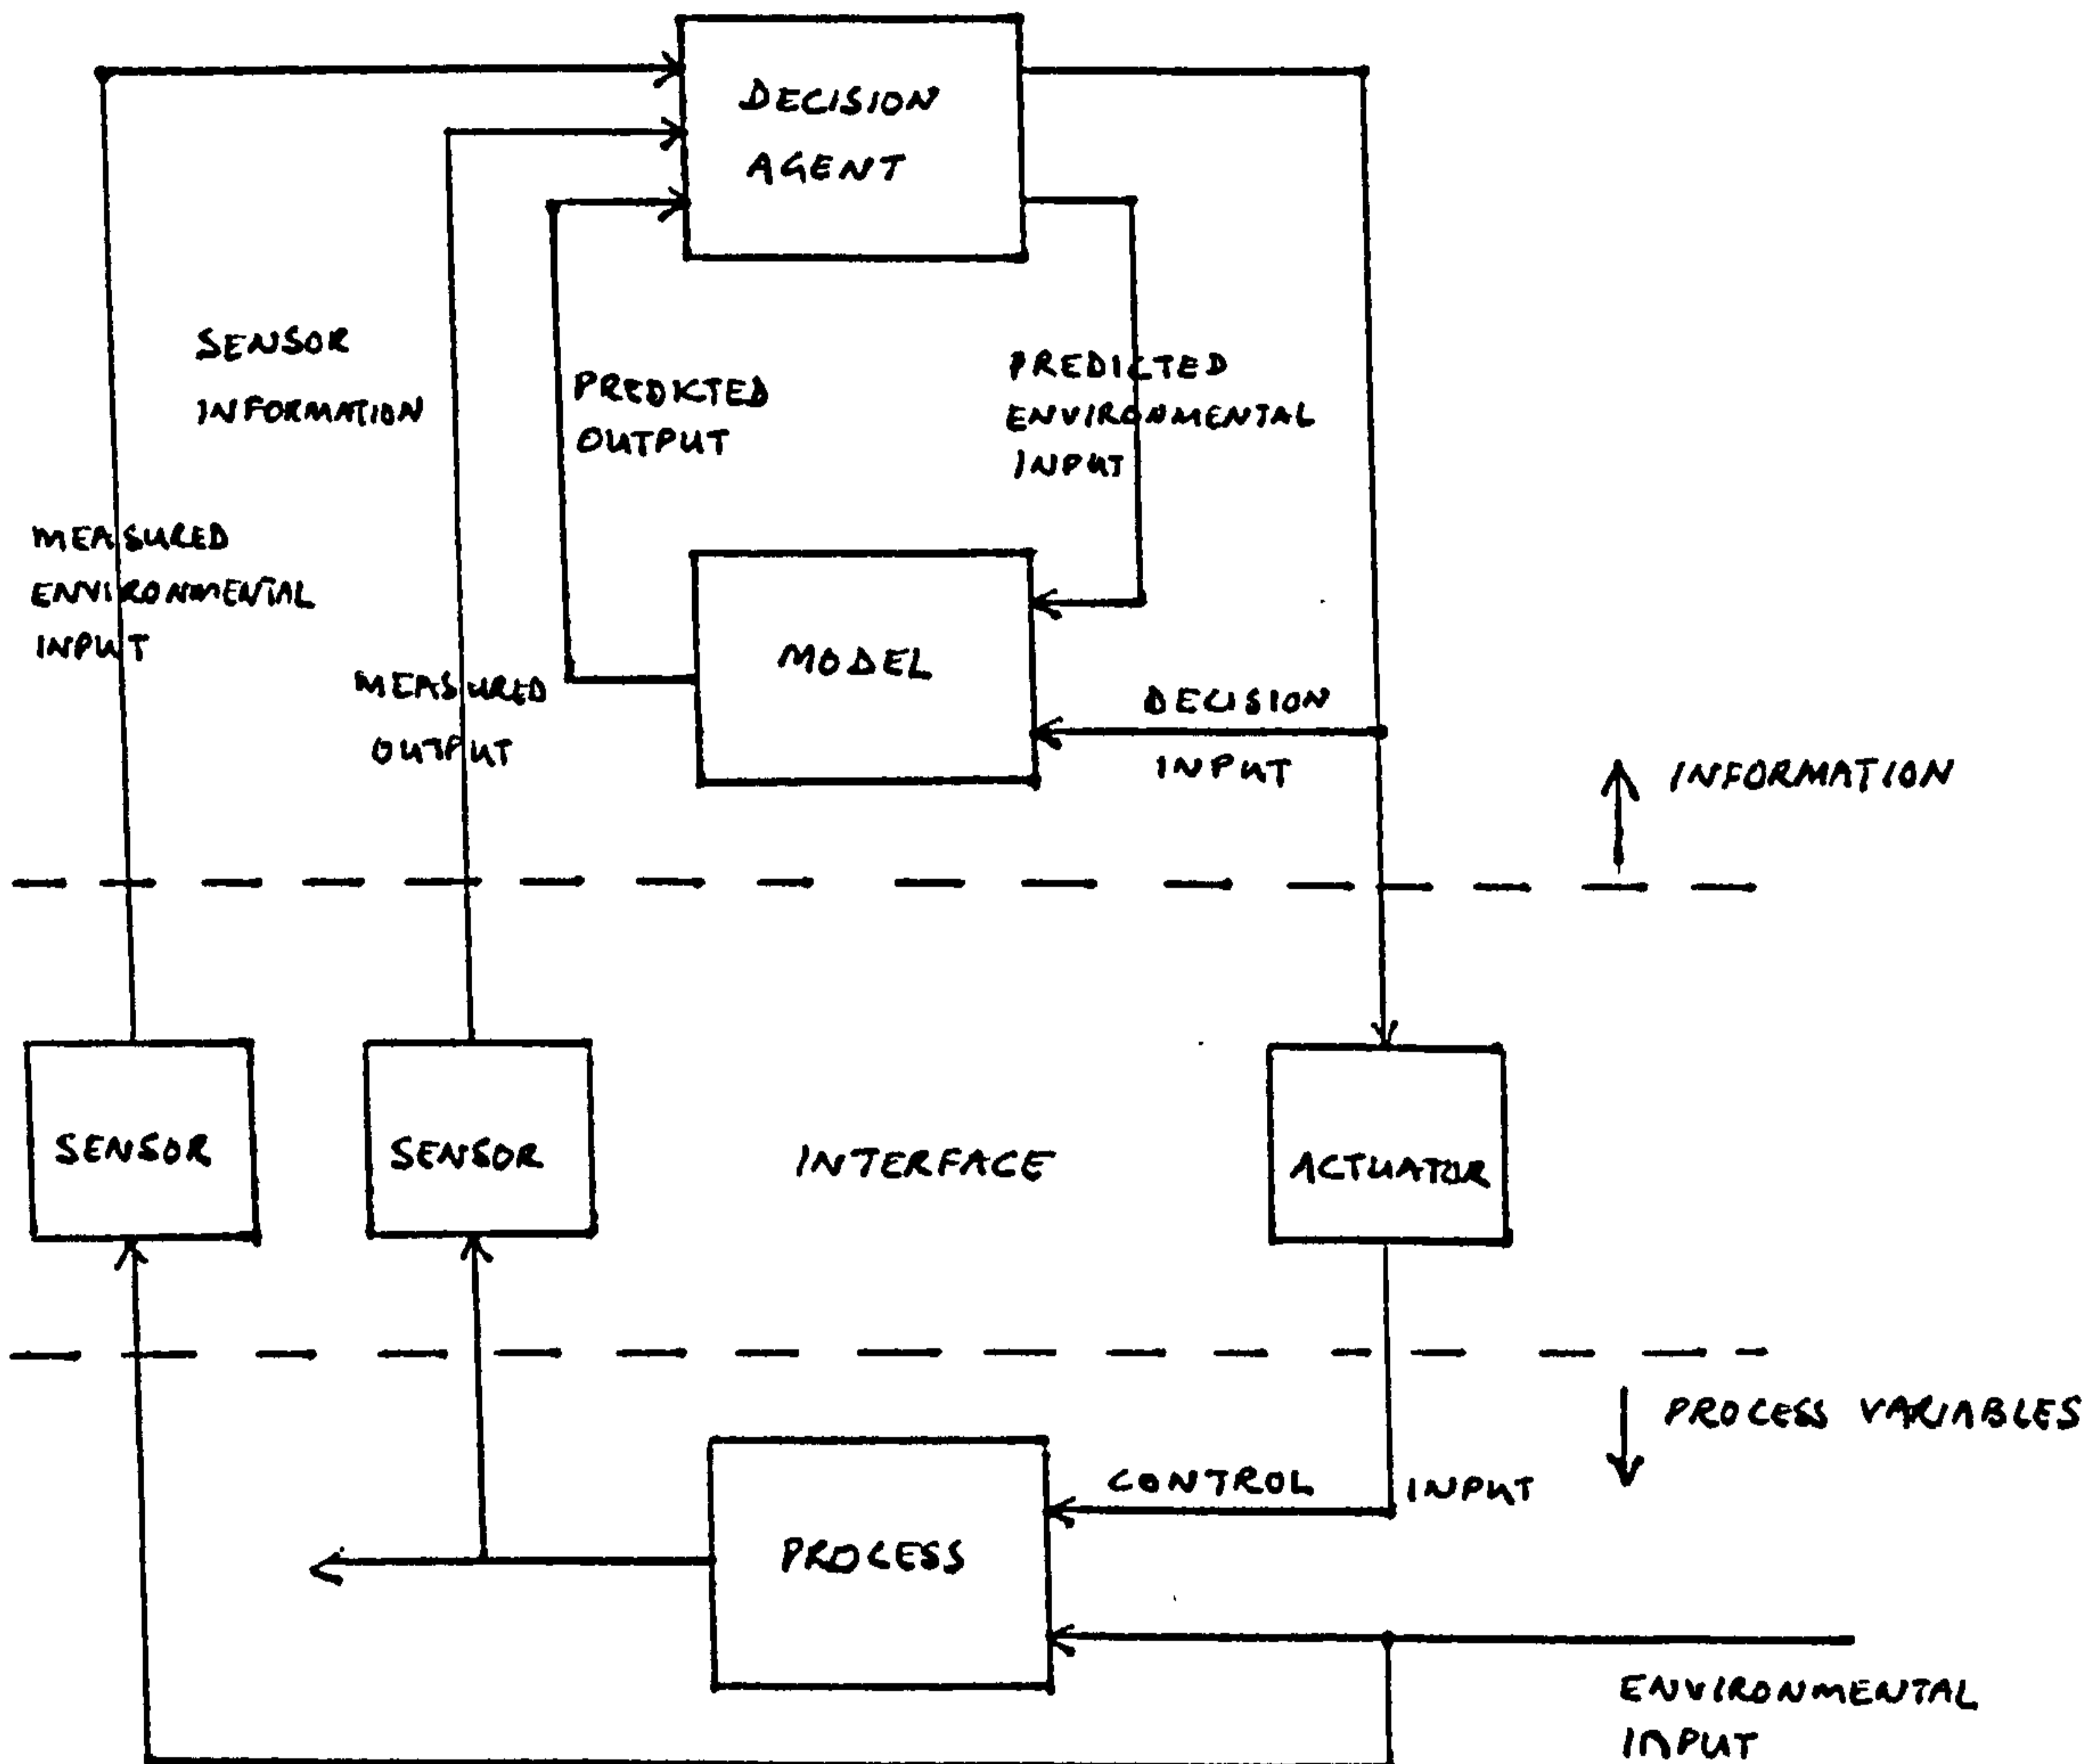 DECISION
AGENT
SENSOR
INFORMATION
PREDICTED
OUTPUT
PREDICTED
ENVIRONMENTAL
INPUT
MEASURED
ENVIRONMENTAL
INPUT
MEASURED
OUTPUT
MODEL
DECISION
INPUT
INFORMATION
SENSOR
SENSOR
INTERFACE
ACTUATOR
PROCESS VARIABLES
CONTROL INPUT
PROCESS
ENVIRONMENTAL
INPUT